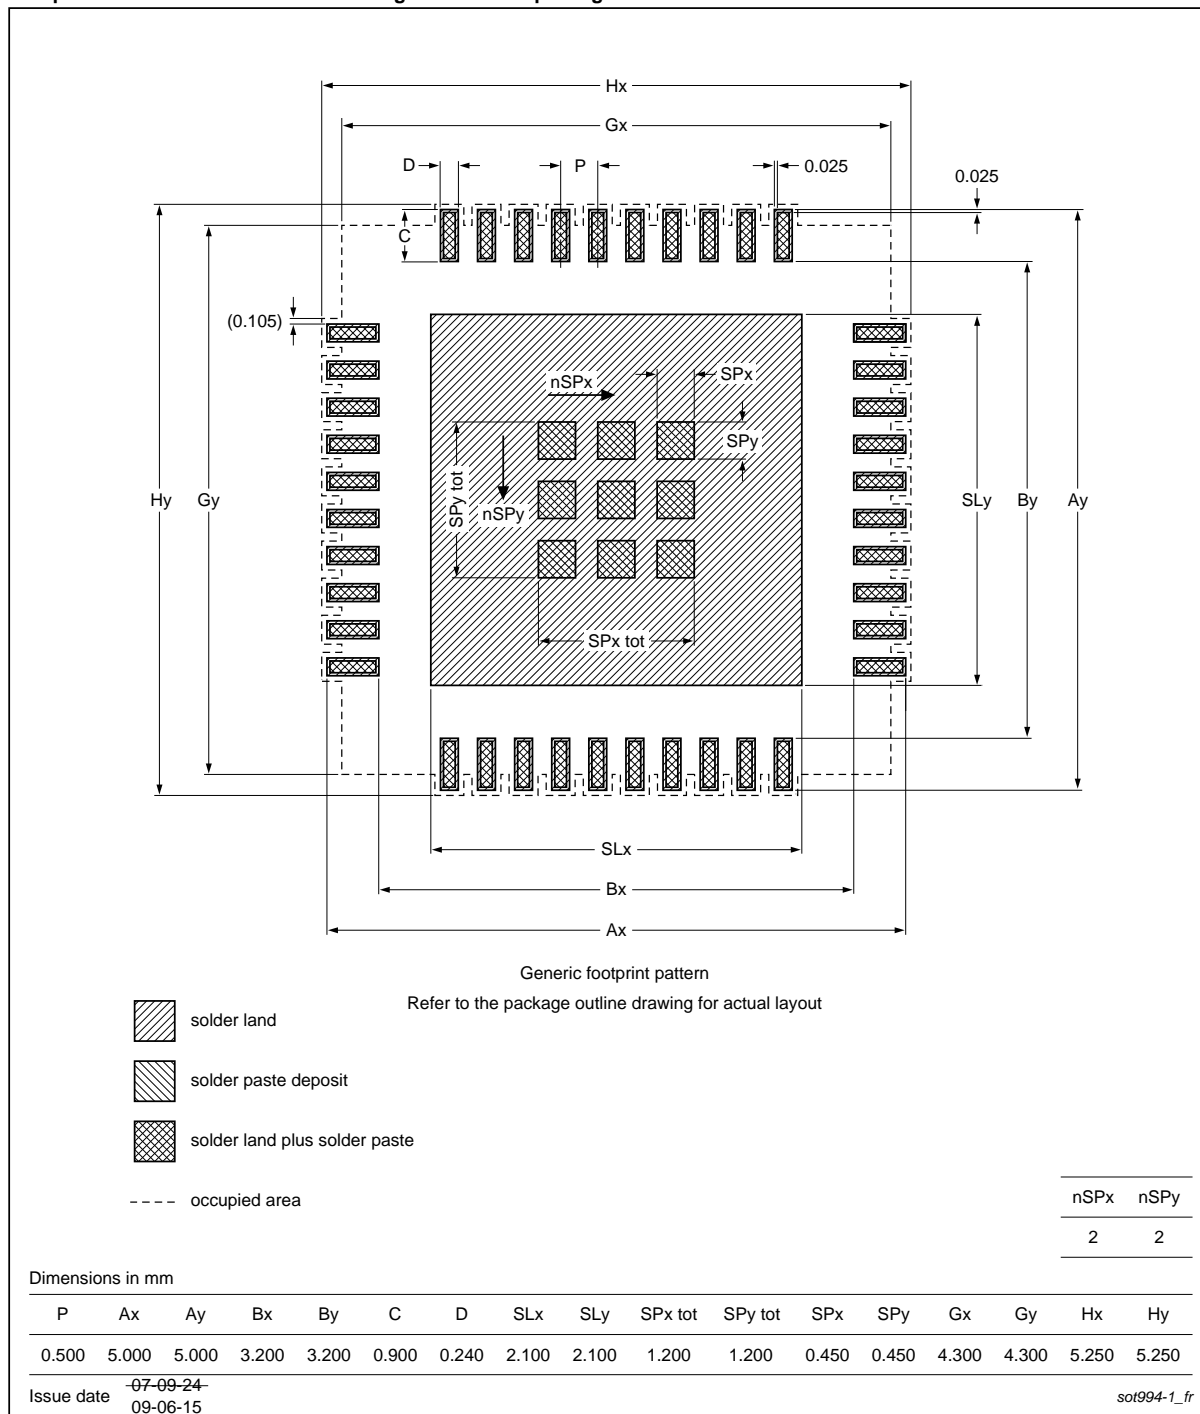 Hx
Gx
D
P
0.025
0.025
C
(0.105)
nSPx
SPx
SPy
Hy
Gy
SPy tot
nSPy
SLy
By
Ay
SPx tot
SLx
Bx
Ax
Generic footprint pattern
Refer to the package outline drawing for actual layout
solder land
solder paste deposit
solder land plus solder paste
occupied area
nSPx nSPy
2 2
Dimensions in mm
P Ax Ay Bx By C D SLx SLy SPx tot SPy tot SPx SPy Gx Gy Hx Hy
0.500 5.000 5.000 3.200 3.200 0.900 0.240 2.100 2.100 1.200 1.200 0.450 0.450 4.300 4.300 5.250 5.250
Issue date 07-09-24
09-06-15
sot994-1_fr